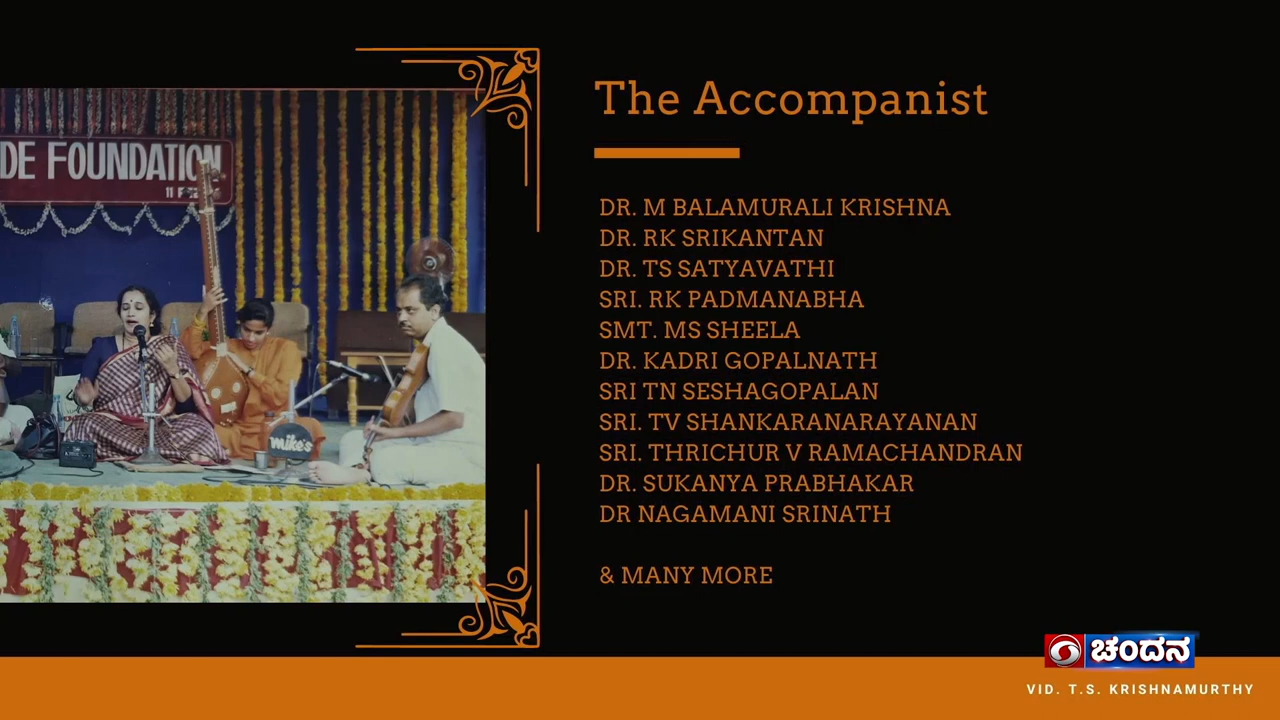 DE FOUNDATION
The Accompanist
DR. M BALAMURALI KRISHNA
DR. RK SRIKANTAN
DR. TS SATYAVATHI
SRI. RK PADMANABHA
SMT. MS SHEELA
DR. KADRI GOPALNATH
SRI TN SESHAGOPALAN
SRI. TV SHANKARANARAYANAN
SRI. THRICHUR V RAMACHANDRAN
DR. SUKANYA PRABHAKAR
DR NAGAMANI SRINATH
& MANY MORE
mike's
ಚಂದನ
VID. T.S. KRISHNAMURTHY